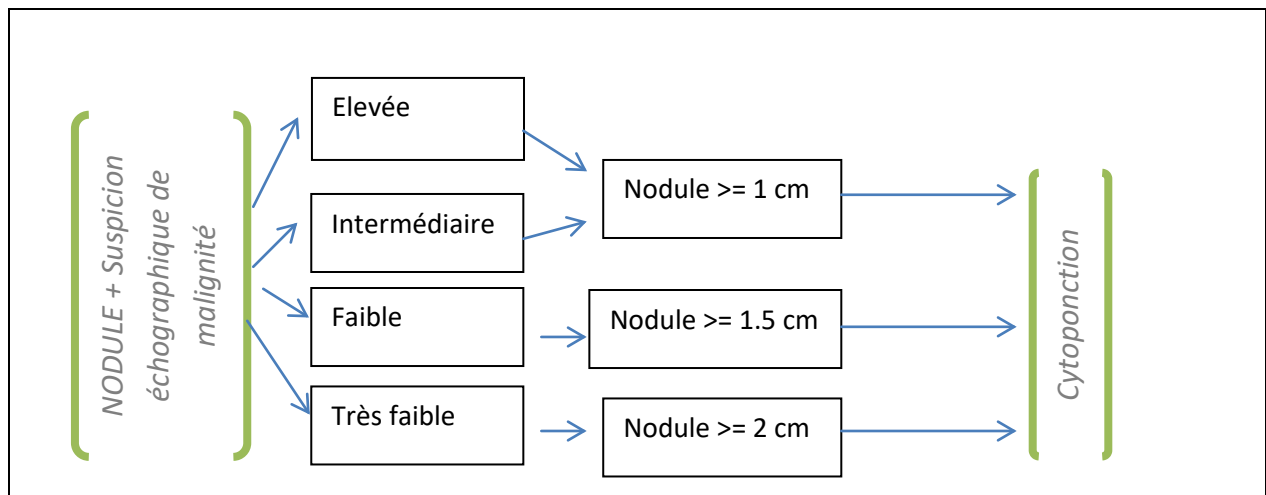 NODULE + Suspicion
échographique de
malignité
Elevée
Intermédiaire
Faible
Très faible
Nodule >= 1 cm
Nodule >= 1.5 cm
Nodule >= 2 cm
Cytoponction